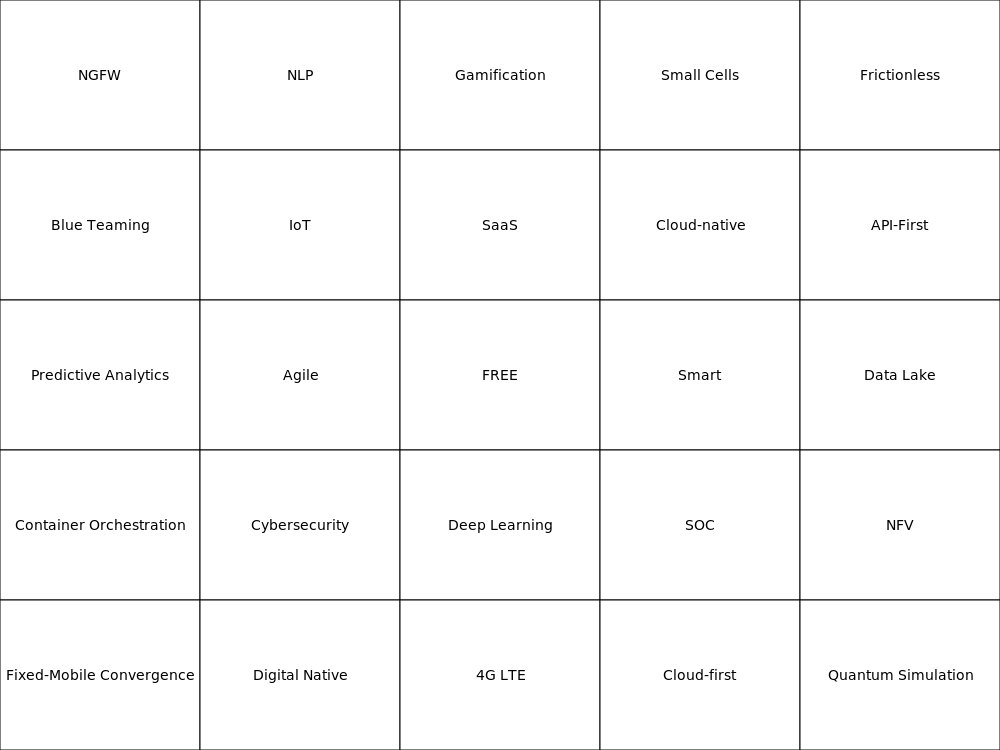 NGFW
NLP
Gamification
Small Cells
Frictionless
Blue Teaming
IoT
SaaS
Cloud-native
API-First
Predictive Analytics
Agile
FREE
Smart
Data Lake
Container Orchestration
Cybersecurity
Deep Learning
SOC
NFV
Fixed-Mobile Convergence
Digital Native
4G LTE
Cloud-first
Quantum Simulation